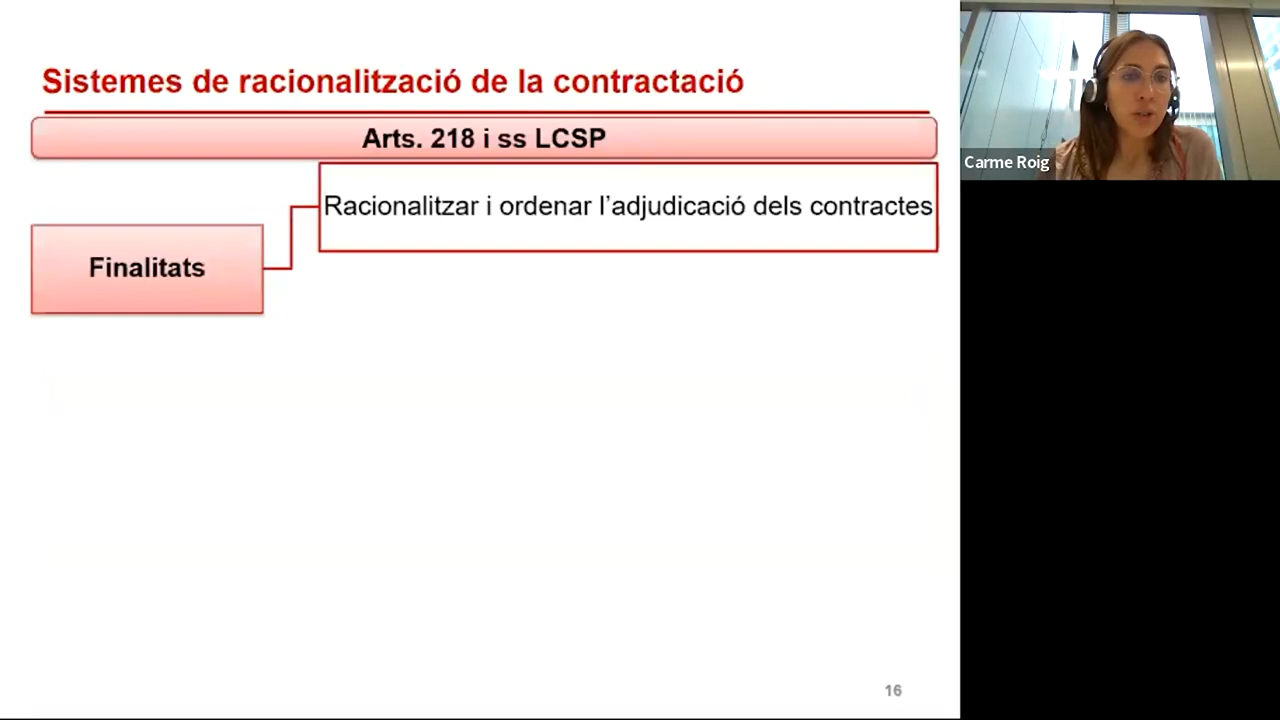 Sistemes de racionalització de la contractació
Arts. 218 i ss LCSP
Racionalitzar i ordenar l’adjudicació dels contractes
Finalitats
16
Carme Roig